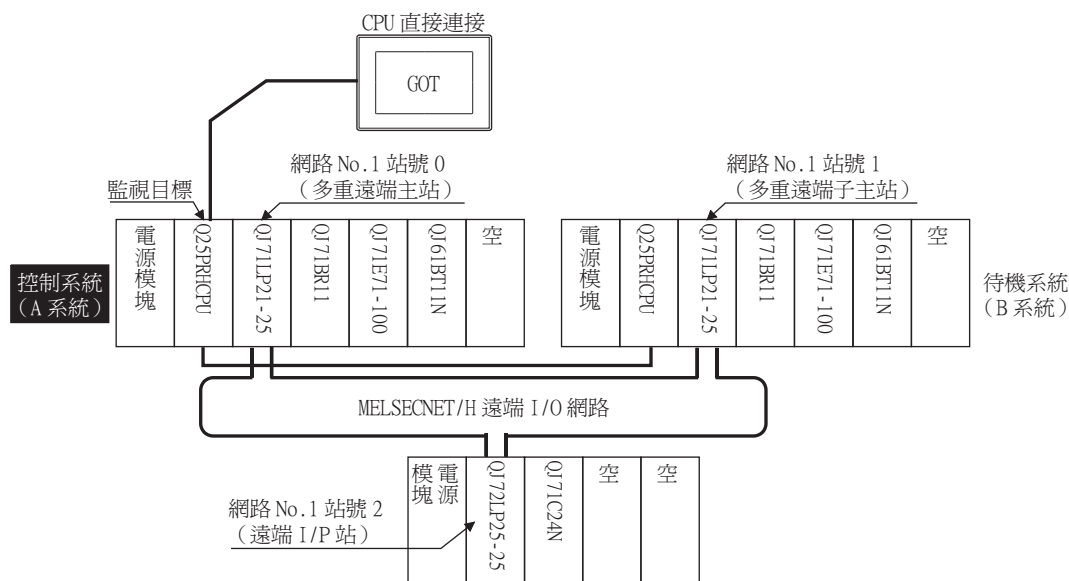 CPU 直接連接
GOT
網路 No.1 站號 0
（多重遠端主站）
網路 No.1 站號 1
（多重遠端子主站）
監視目標
控制系統
（A 系統）
電源模塊
Q25PRHCPU
QJ71LP21-25
QJ71BR11
QJ71E71-100
QJ61BT11N
空
電源模塊
Q25PRHCPU
QJ71LP21-25
QJ71BR11
QJ71E71-100
QJ61BT11N
空
待機系統
（B 系統）
MELSECNET/H 遠端 I/O 網路
電源
模塊
QJ72LP25-25
QJ71C24N
空
空
網路 No.1 站號 2
（遠端 I/P 站）